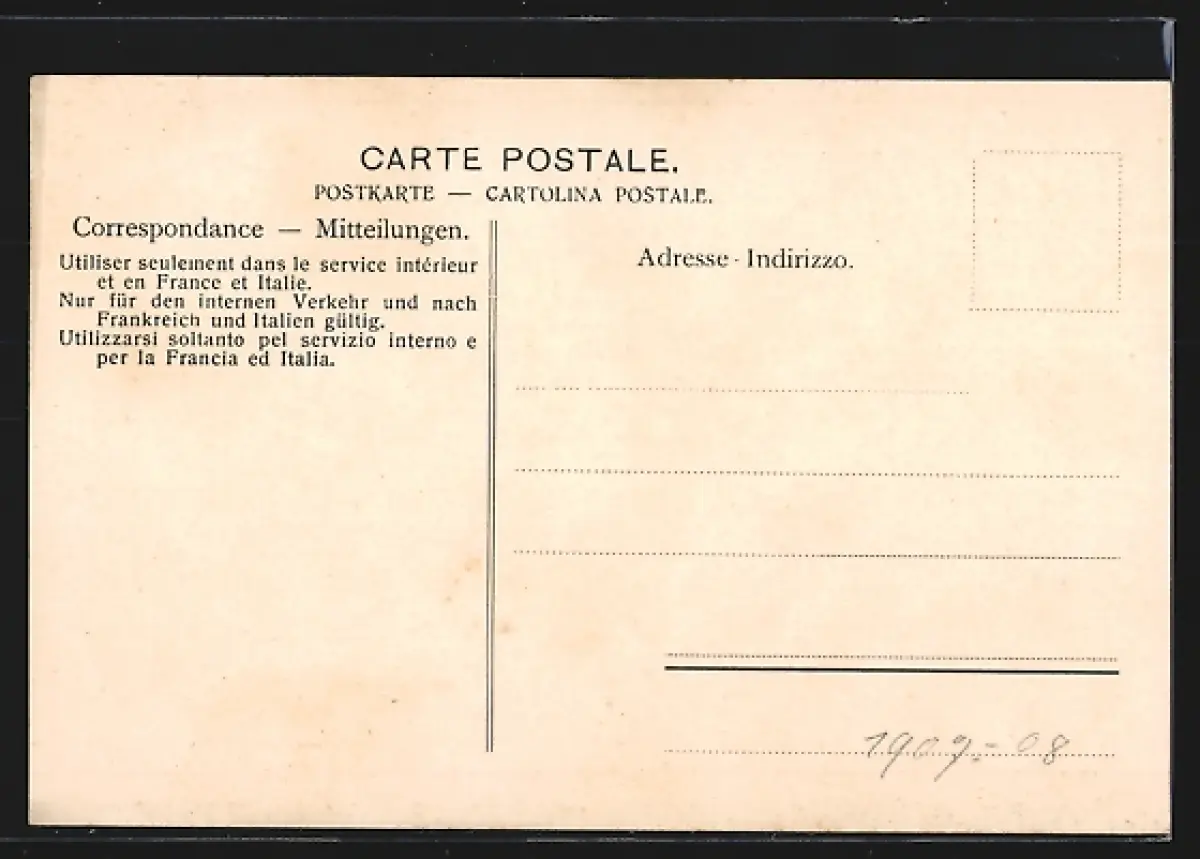 CARTE POSTALE.
POSTKARTE — CARTOLINA POSTALE.
Correspondance — Mitteilungen.
Utiliser seulement dans le service intérieur
et en France et Italie.
Nur für den internen Verkehr und nach
Frankreich und Italien gültig.
Utilizzarsi soltanto pel servizio interno e
per la Francia ed Italia.
Adresse - Indirizzo.
1907.- 08